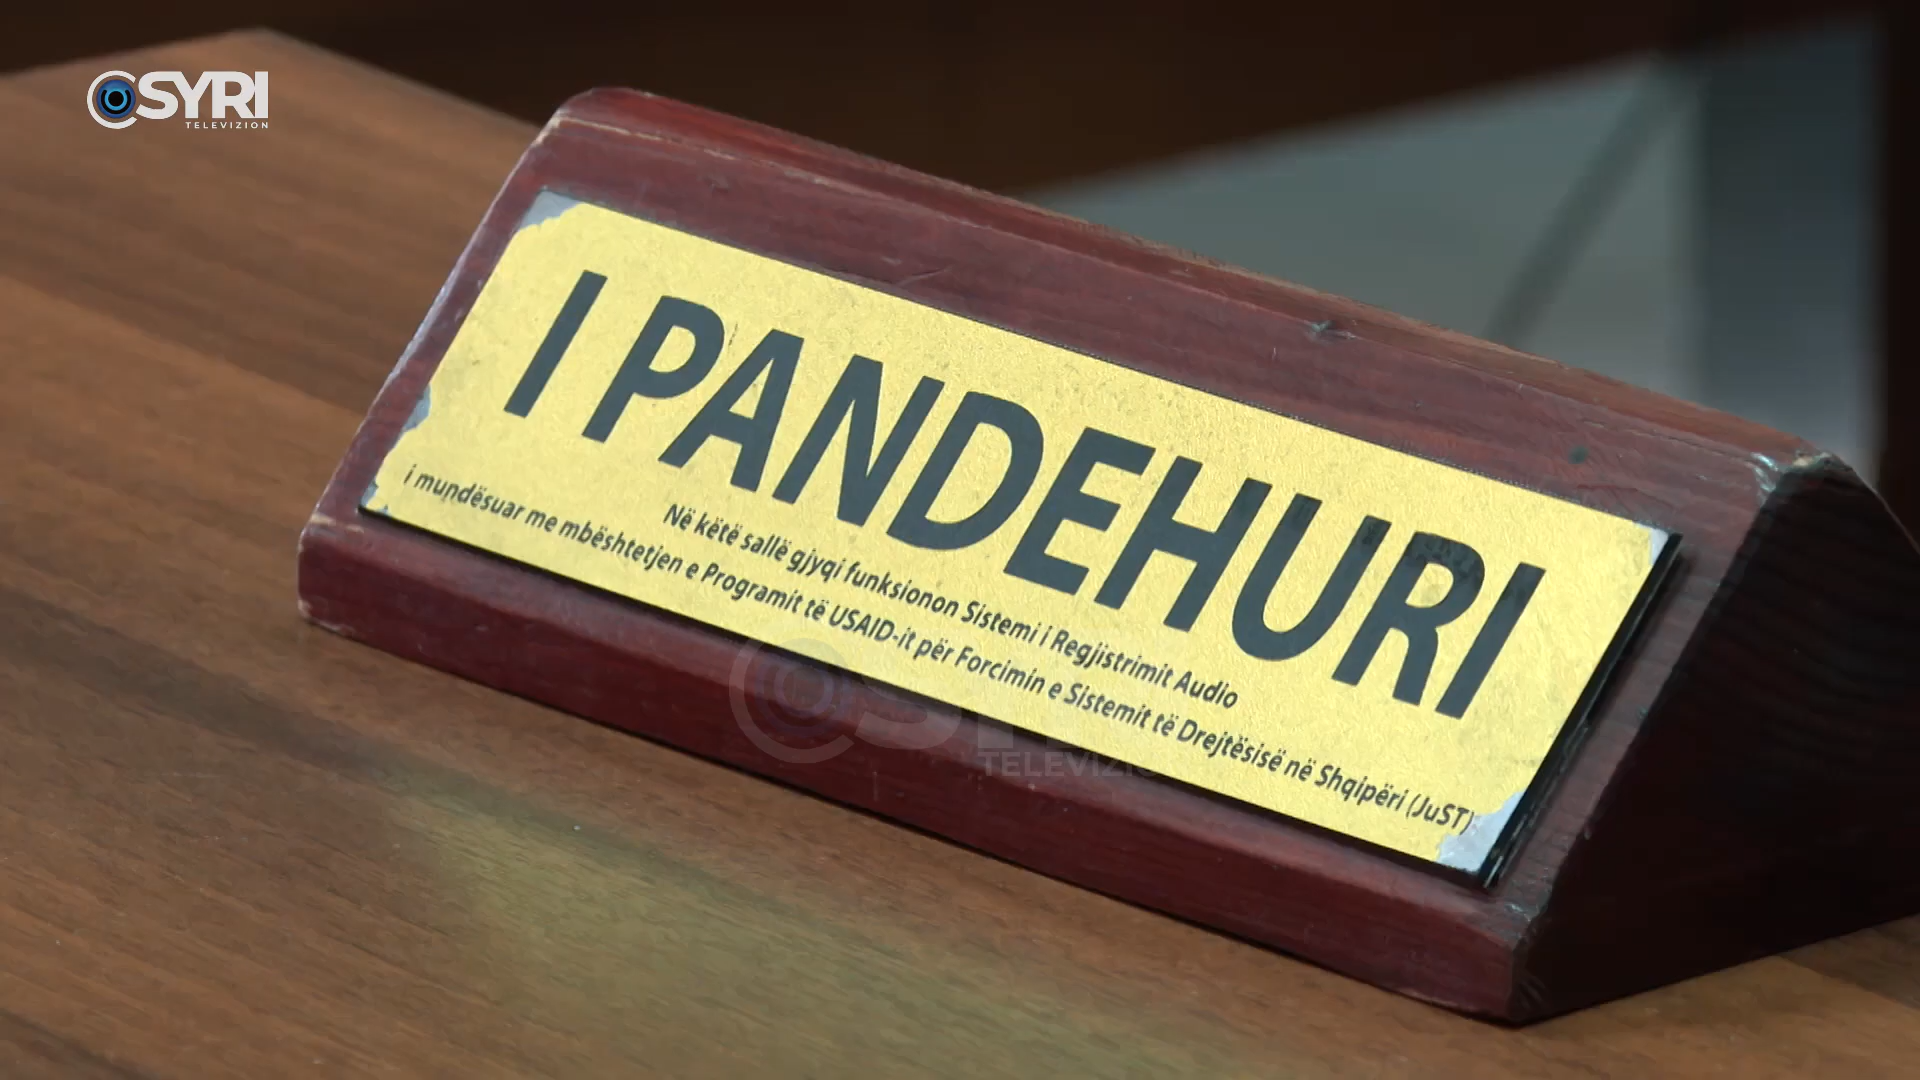 SYRI
TELEVIZION
I PANDEHURI
Në këtë sallë gjyqi funksionon Sistemi i Regjistrimit Audio
i mundësuar me mbështetjen e Programit të USAID-it për Forcimin e Sistemit të Drejtësisë në Shqipëri (JuST)
TELEVIZI